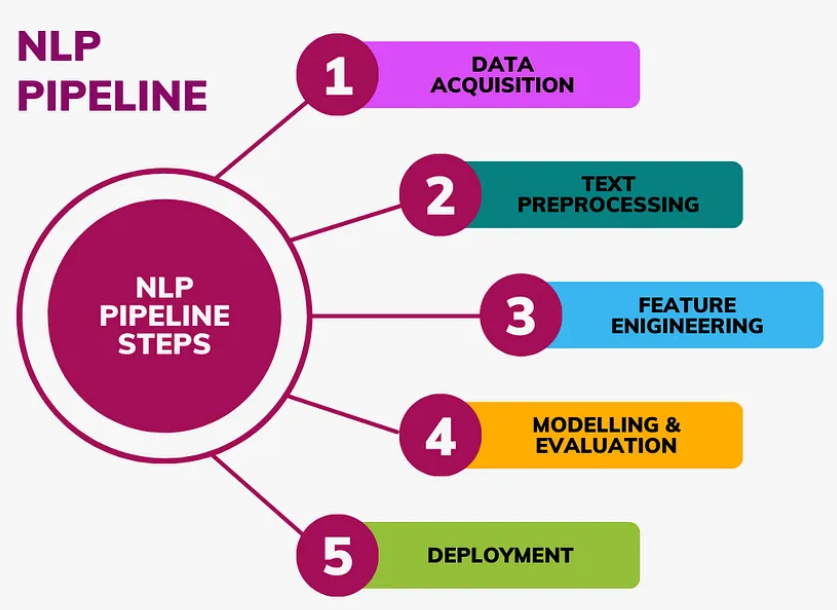 NLP
PIPELINE
1
DATA
ACQUISITION
2
TEXT
PREPROCESSING
NLP
PIPELINE
STEPS
3
FEATURE
ENIGINEERING
4
MODELLING &
EVALUATION
5
DEPLOYMENT